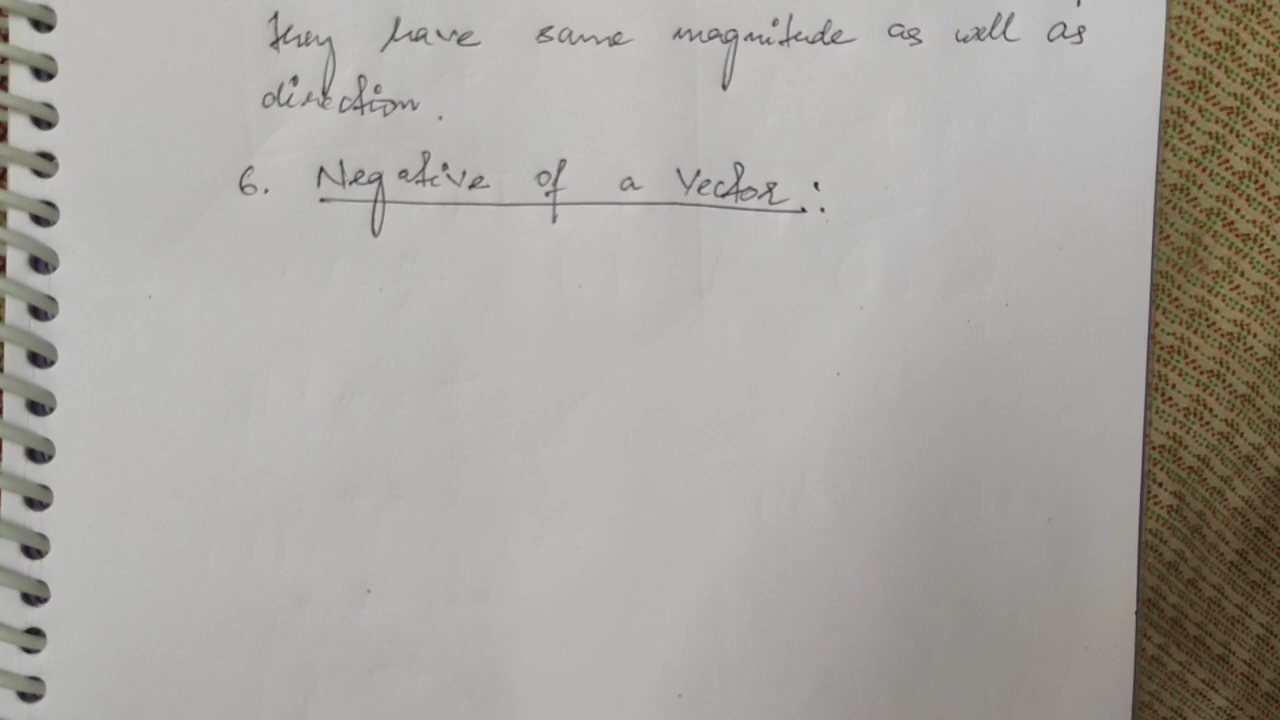 They have same magnitude as well as
direction.
6. Negative of a Vector: